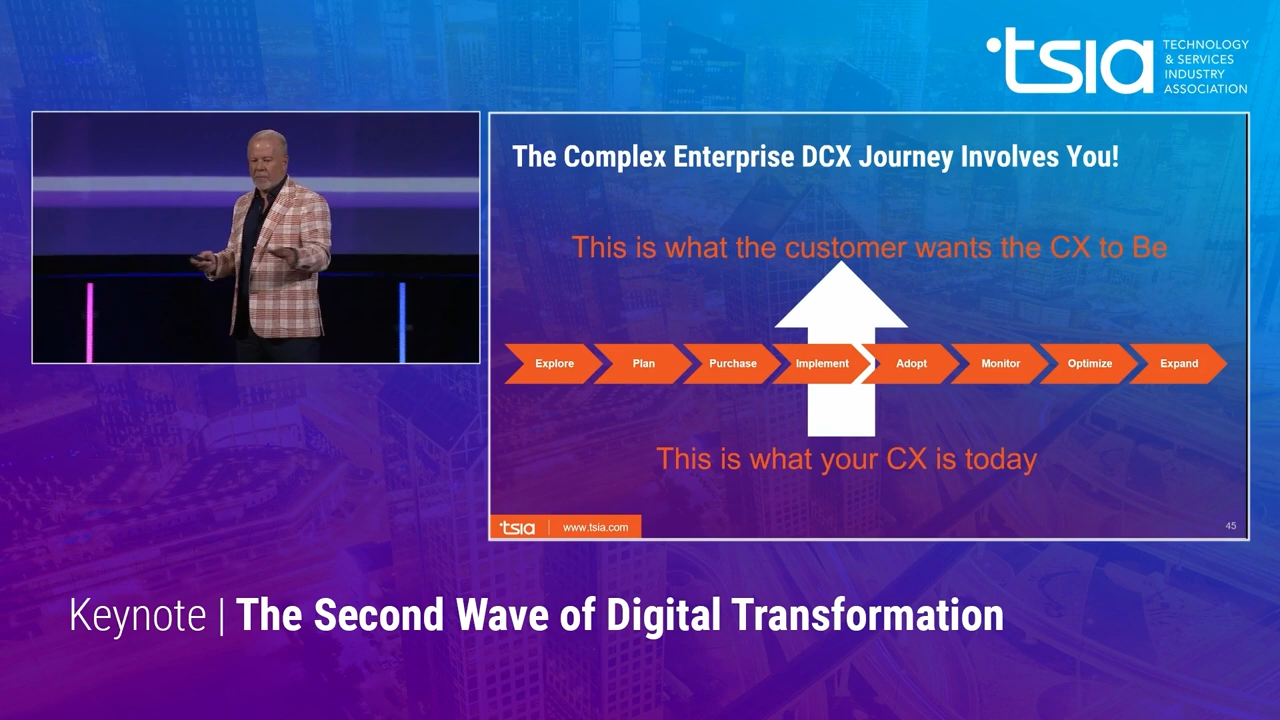 tsia
TECHNOLOGY
& SERVICES
INDUSTRY
ASSOCIATION
The Complex Enterprise DCX Journey Involves You!
This is what the customer wants the CX to Be
Explore Plan Purchase Implement Adopt Monitor Optimize Expand
This is what your CX is today
tsia | www.tsia.com
45
Keynote | The Second Wave of Digital Transformation